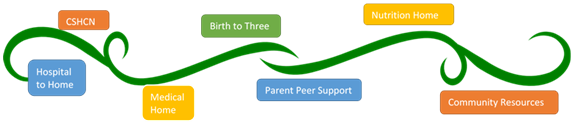 CSHCN
Hospital
to Home
Medical
Home
Birth to Three
Parent Peer Support
Nutrition Home
Community Resources